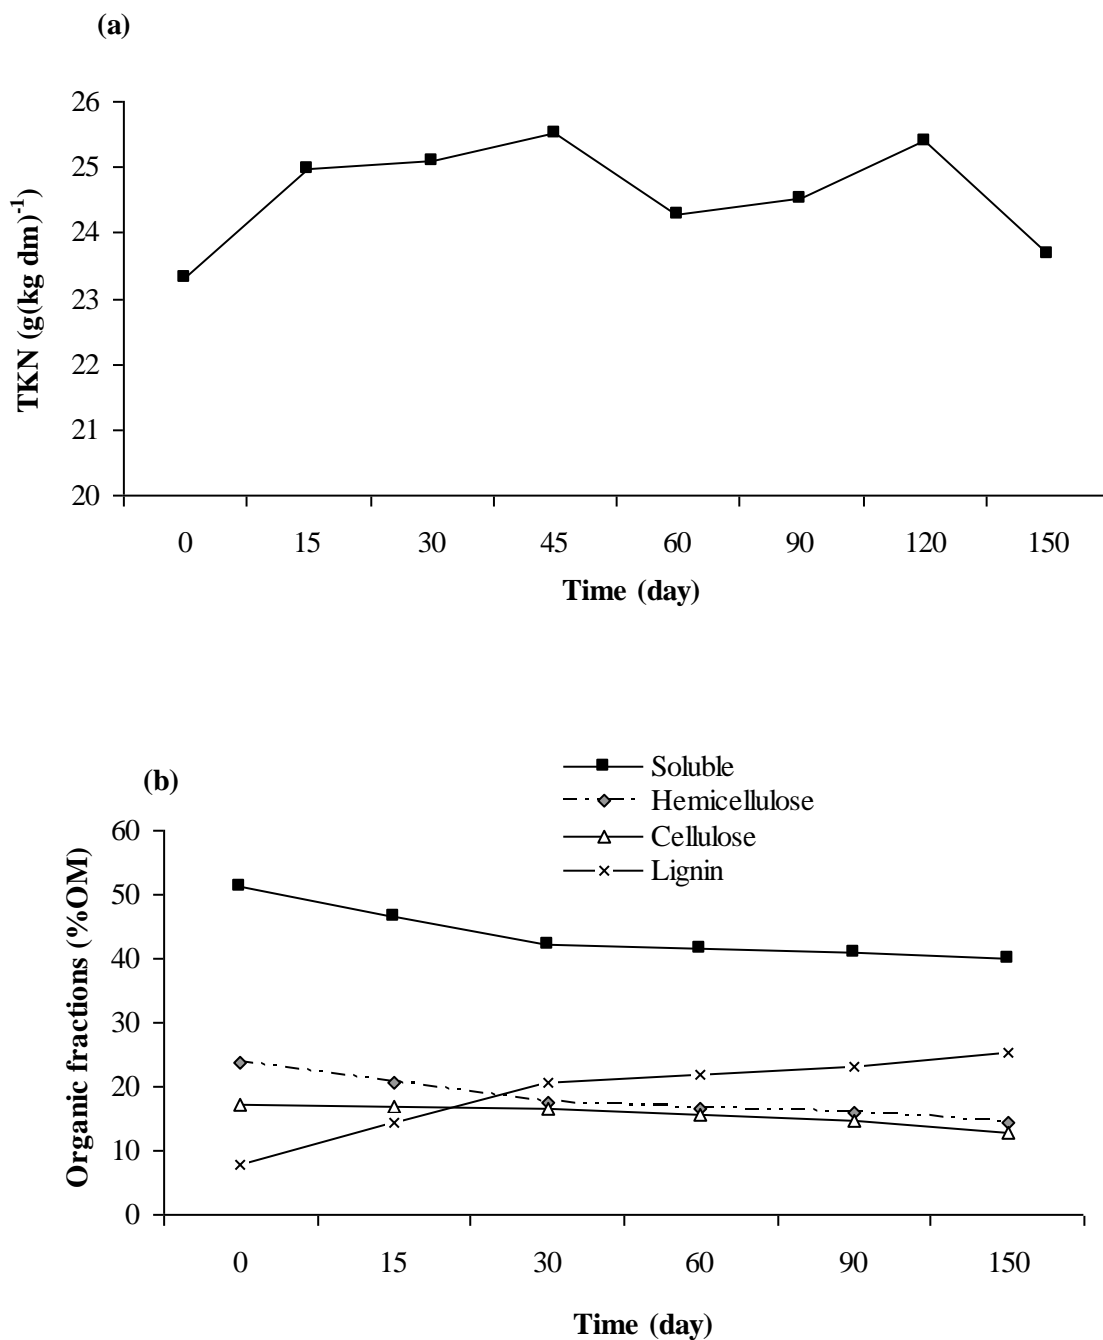 (a)
26
25
24
23
22
21
20
TKN (g(kg dm)-1)
0 15 30 45 60 90 120 150
Time (day)
(b)
Soluble
Hemicellulose
Cellulose
Lignin
60
50
40
30
20
10
0
Organic fractions (%OM)
0 15 30 60 90 150
Time (day)